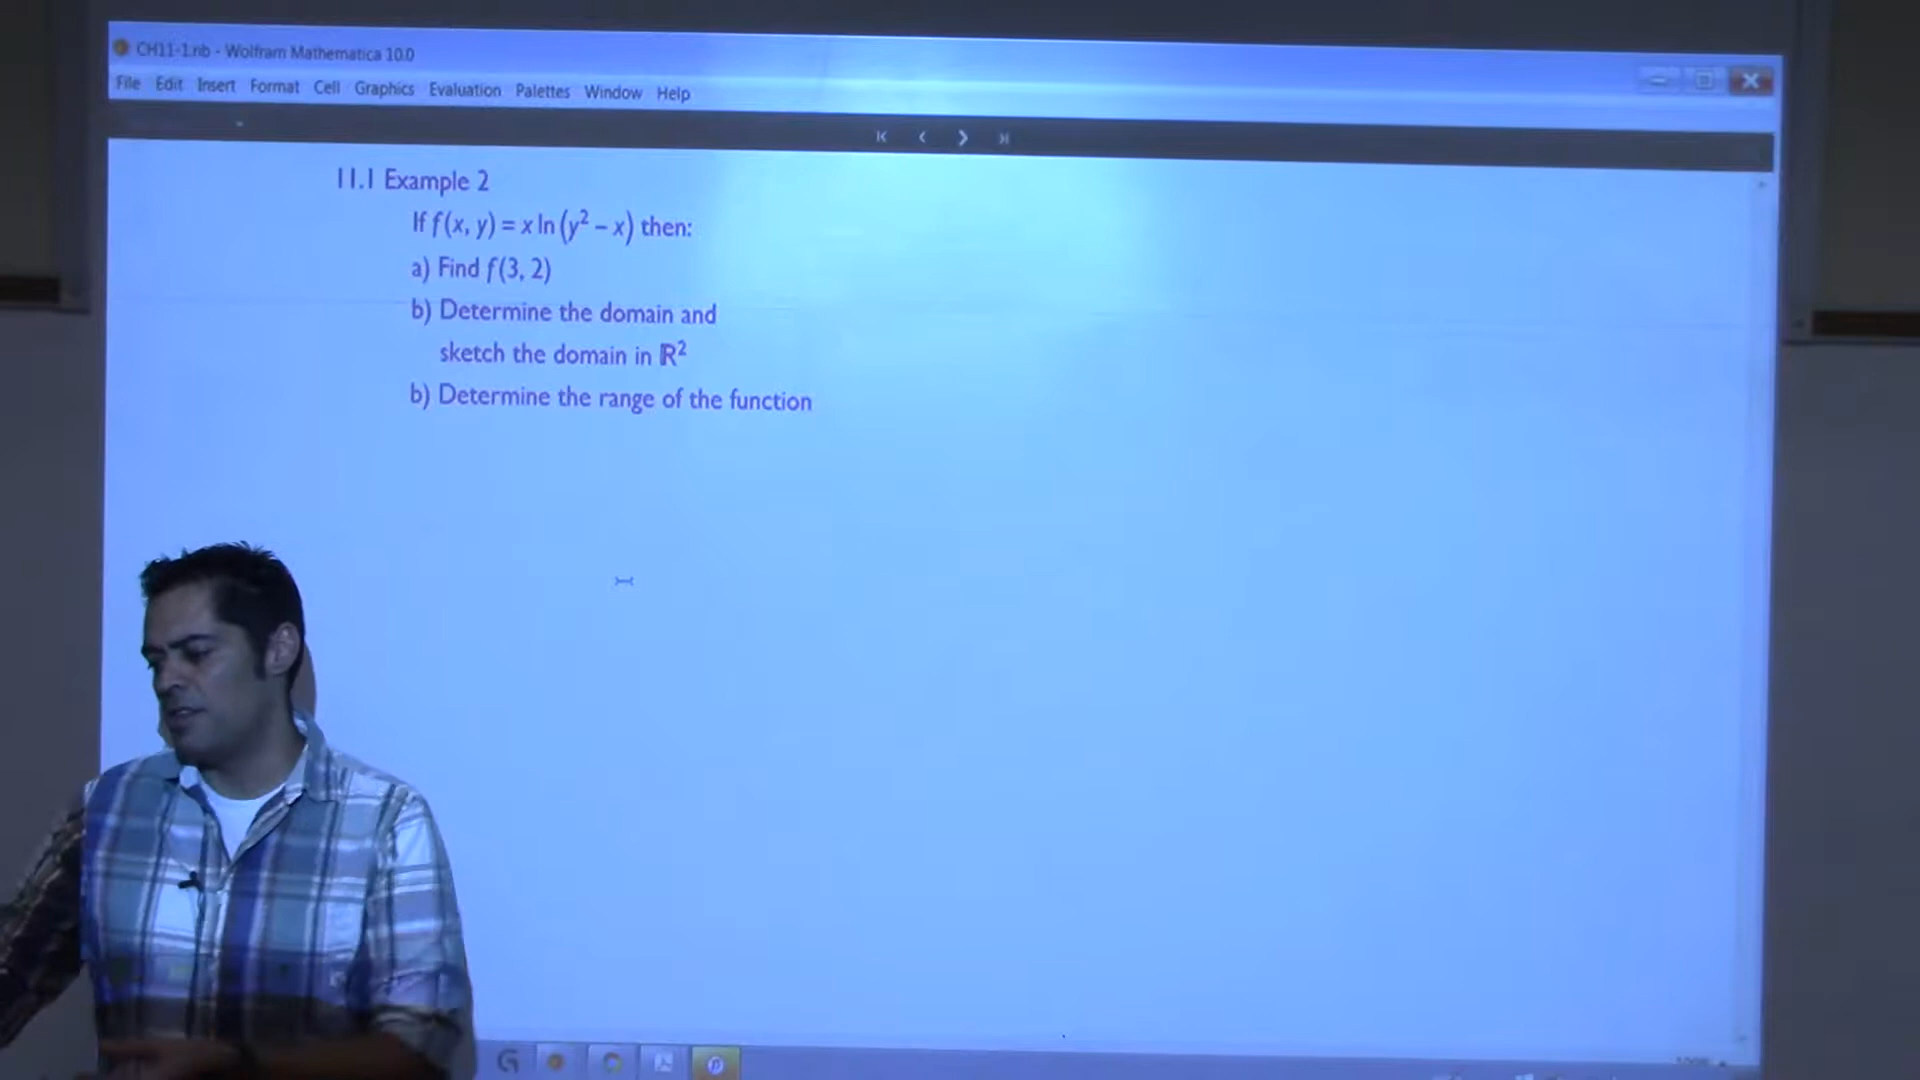 CH11-1.nb - Wolfram Mathematica 10.0
File Edit Insert Format Cell Graphics Evaluation Palettes Window Help
11.1 Example 2
If f(x, y) = x ln(y² – x) then:
a) Find f(3, 2)
b) Determine the domain and
sketch the domain in ℝ²
b) Determine the range of the function